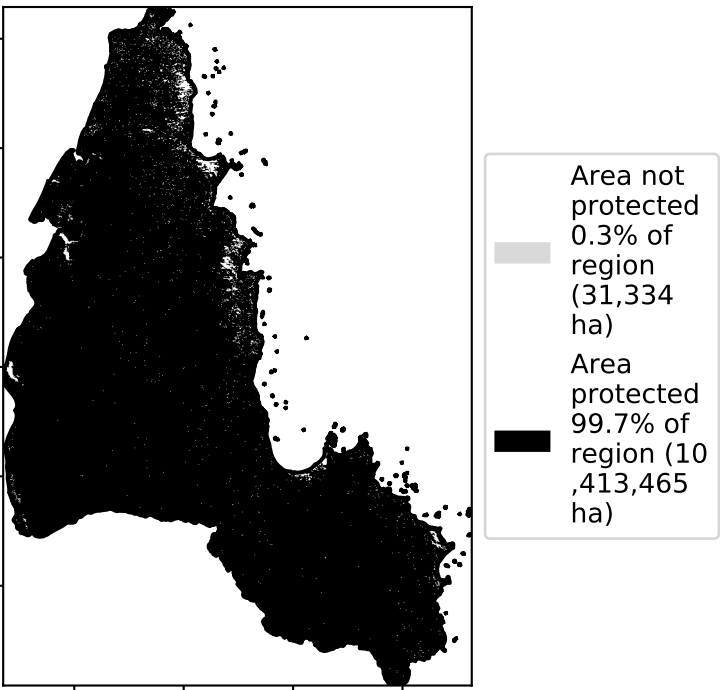 Area not
protected
0.3% of
region
(31,334
ha)
Area
protected
99.7% of
region (10
,413,465
ha)